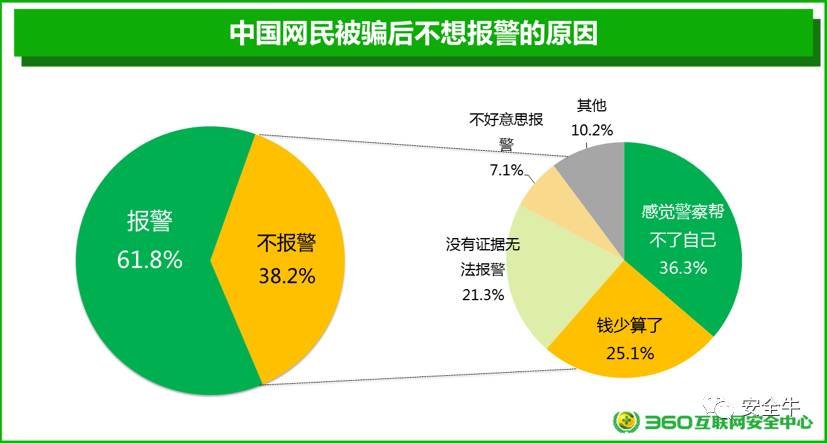 中国网民被骗后不想报警的原因
报警
61.8%
不报警
38.2%
不好意思报
警
7.1%
其他
10.2%
没有证据无
法报警
21.3%
感觉警察帮
不了自己
36.3%
钱少算了
25.1%
安全牛
360互联网安全中心